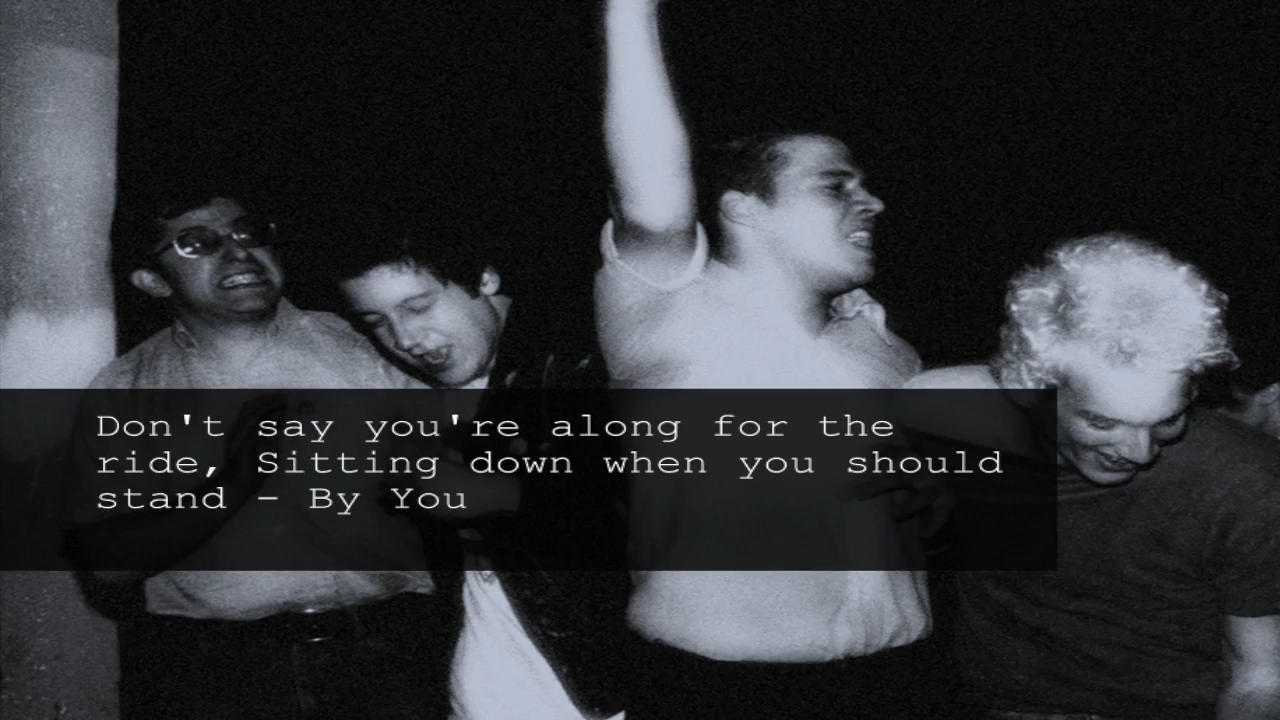 Don't say you're along for the
ride, Sitting down when you should
stand - By You